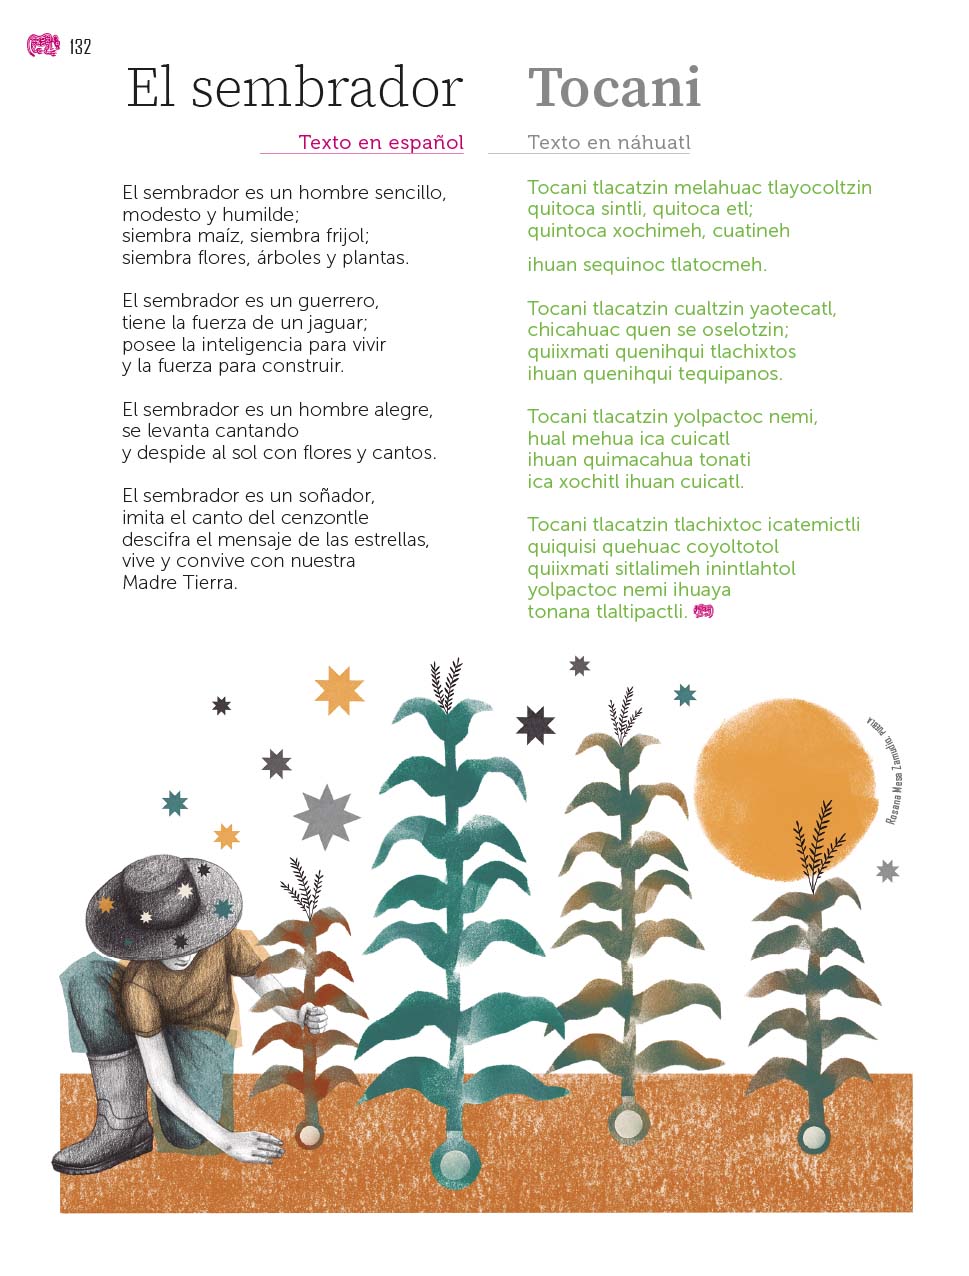 132
El sembrador
Texto en español
El sembrador es un hombre sencillo,
modesto y humilde;
siembra maíz, siembra frijol;
siembra flores, árboles y plantas.
El sembrador es un guerrero,
tiene la fuerza de un jaguar;
posee la inteligencia para vivir
y la fuerza para construir.
El sembrador es un hombre alegre,
se levanta cantando
y despide al sol con flores y cantos.
El sembrador es un soñador,
imita el canto del cenzontle
descifra el mensaje de las estrellas,
vive y convive con nuestra
Madre Tierra.
Tocani
Texto en náhuatl
Tocani tlacatzin melahuac tlayocoltzin
quitoca sintli, quitoca etl;
quintoca xochimeh, cuatineh
ihuan sequinoc tlatocmeh.
Tocani tlacatzin cualtzin yaotecatl,
chicahuac quen se oselotzin;
quiixmati quenihqui tlachixtos
ihuan quenihqui tequipanos.
Tocani tlacatzin yolpactoc nemi,
hual mehua ica cuicatl
ihuan quimacahua tonati
ica xochitl ihuan cuicatl.
Tocani tlacatzin tlachixtoc icatemictli
quiquisi quehuac coyoltotol
quiixmati sitlalimeh inintlahtol
yolpactoc nemi ihuaya
tonana tlaltipactli.
Rosana Mesa Zamudio, PUEBLA